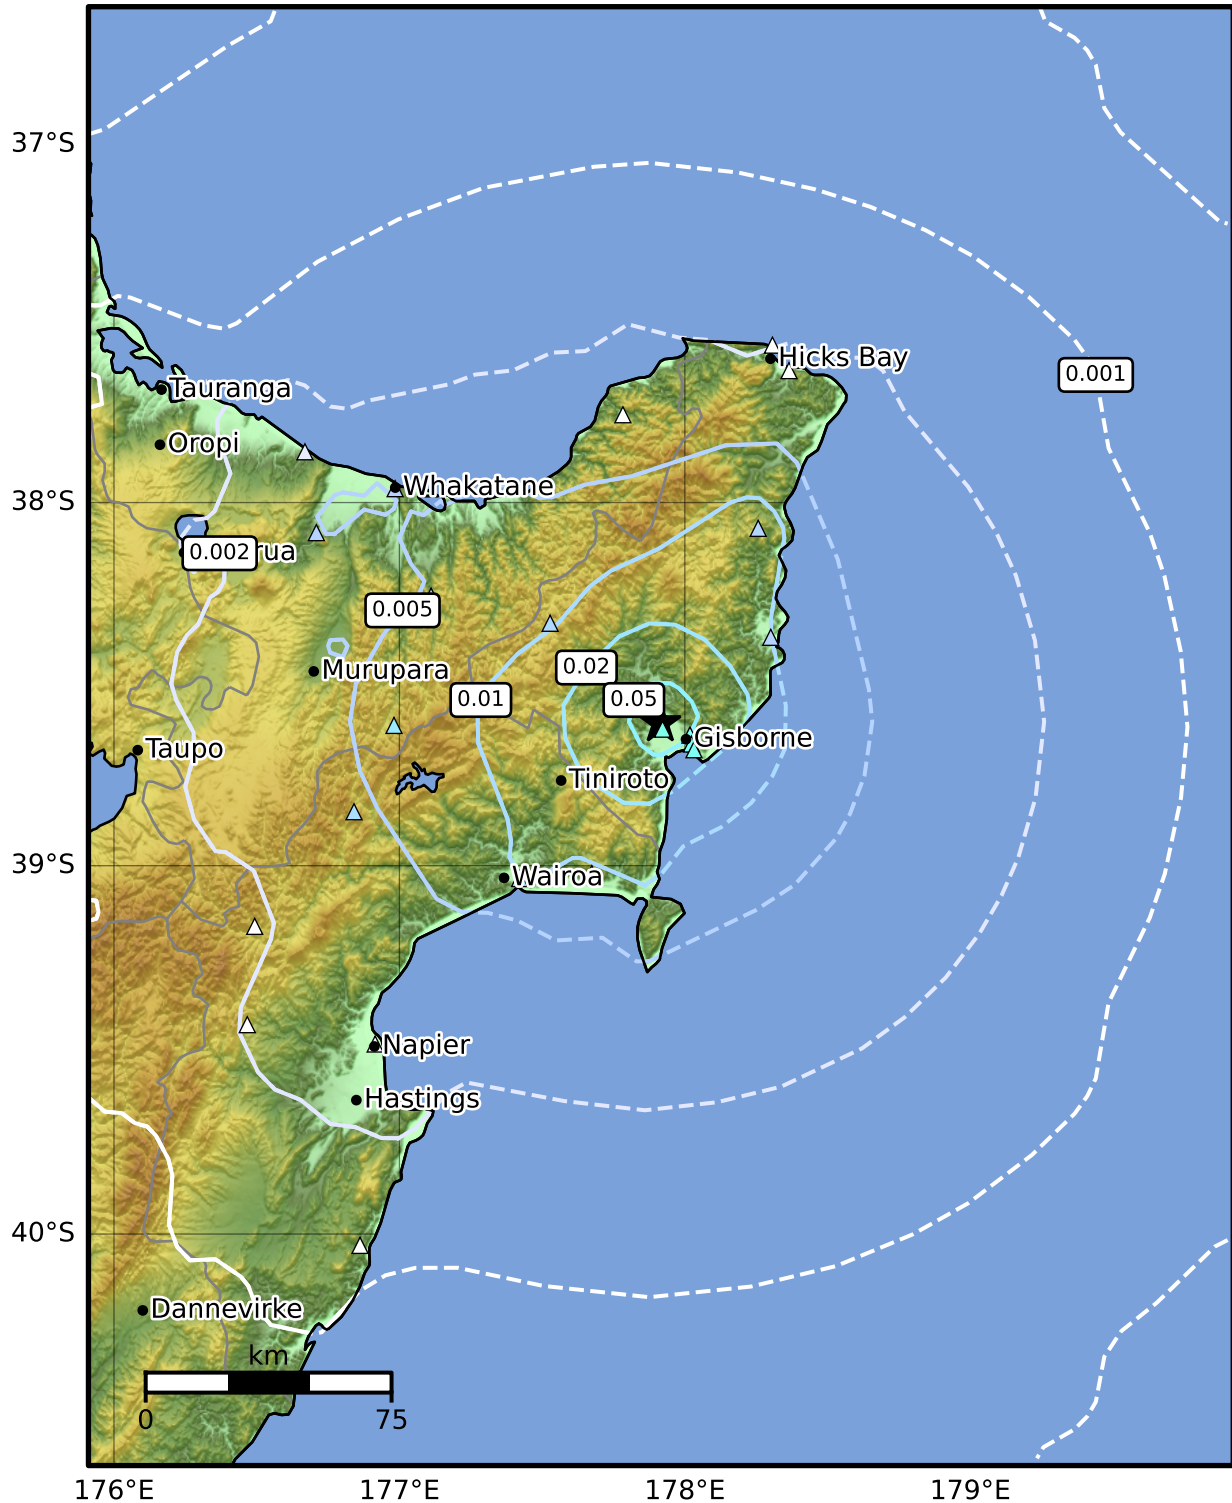 37°S
Hicks Bay
0.001
Tauranga
Oropi
Whakatane
38°S
0.002
rua
0.005
Murupara
0.02
0.01
0.05
Gisborne
Taupo
Tiniroto
39°S
Wairoa
Napier
Hastings
40°S
Dannevirke
km
0 75
176°E 177°E 178°E 179°E